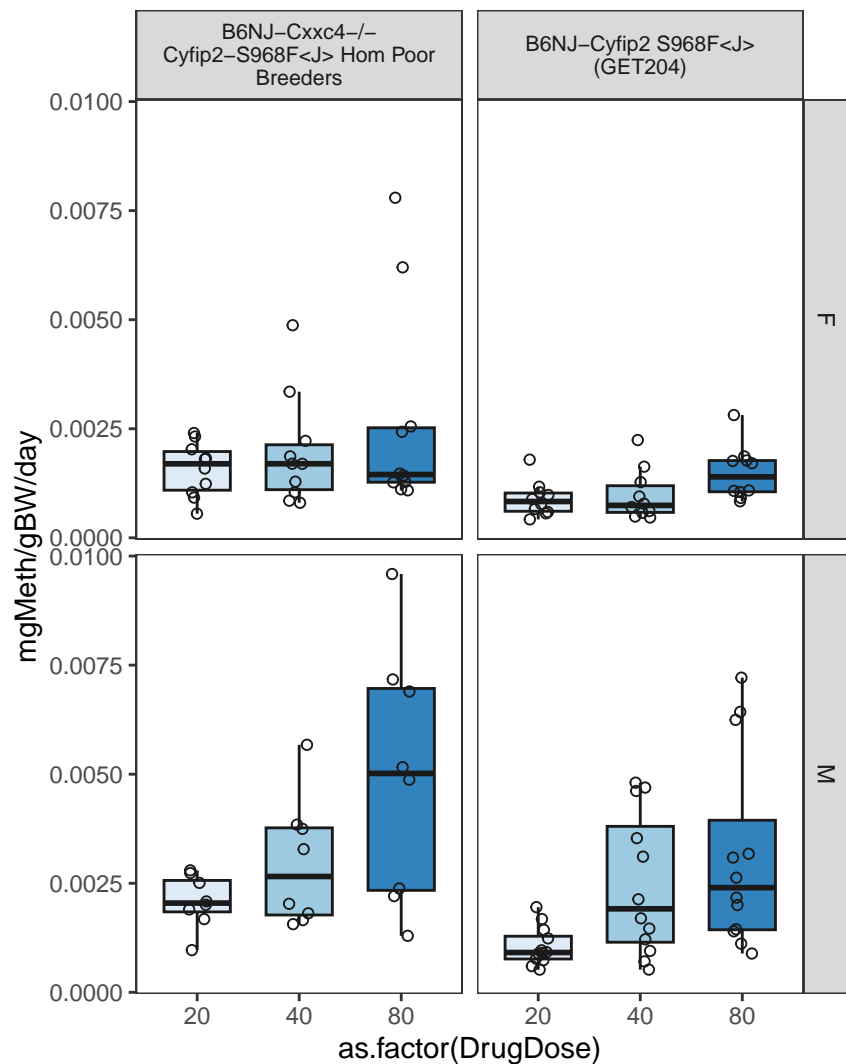 B6NJ−Cxxc4−/−
Cyfip2−S968F<J> Hom Poor
Breeders
B6NJ−Cyfip2 S968F<J>
(GET204)
0.0100
0.0075
0.0050
0.0025
0.0000
F
0.0100
0.0075
0.0050
0.0025
0.0000
M
mgMeth/gBW/day
20 40 80 20 40 80
as.factor(DrugDose)